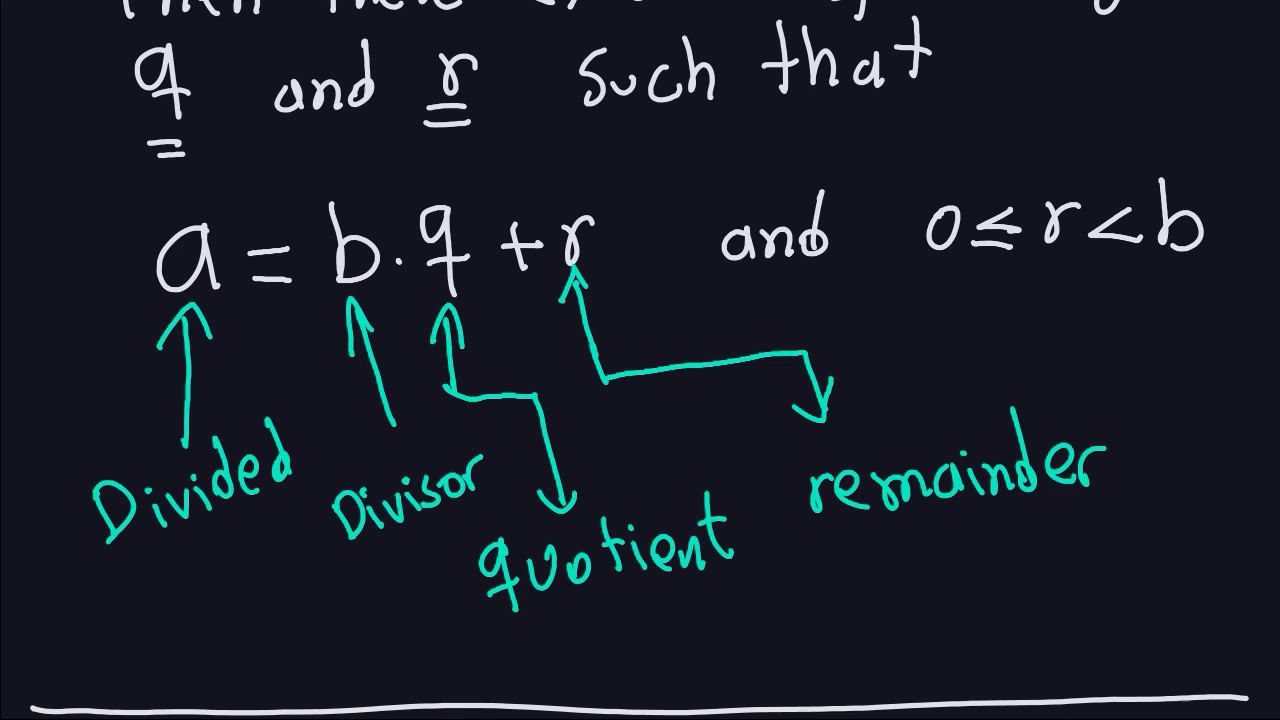 q and r such that
a = b . q + r and 0 ≤ r < b
Divided Divisor remainder
quotient